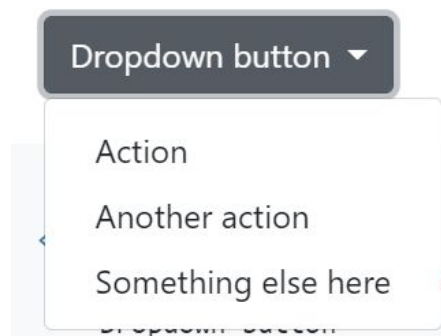 Dropdown button
Action
Another action
Something else here